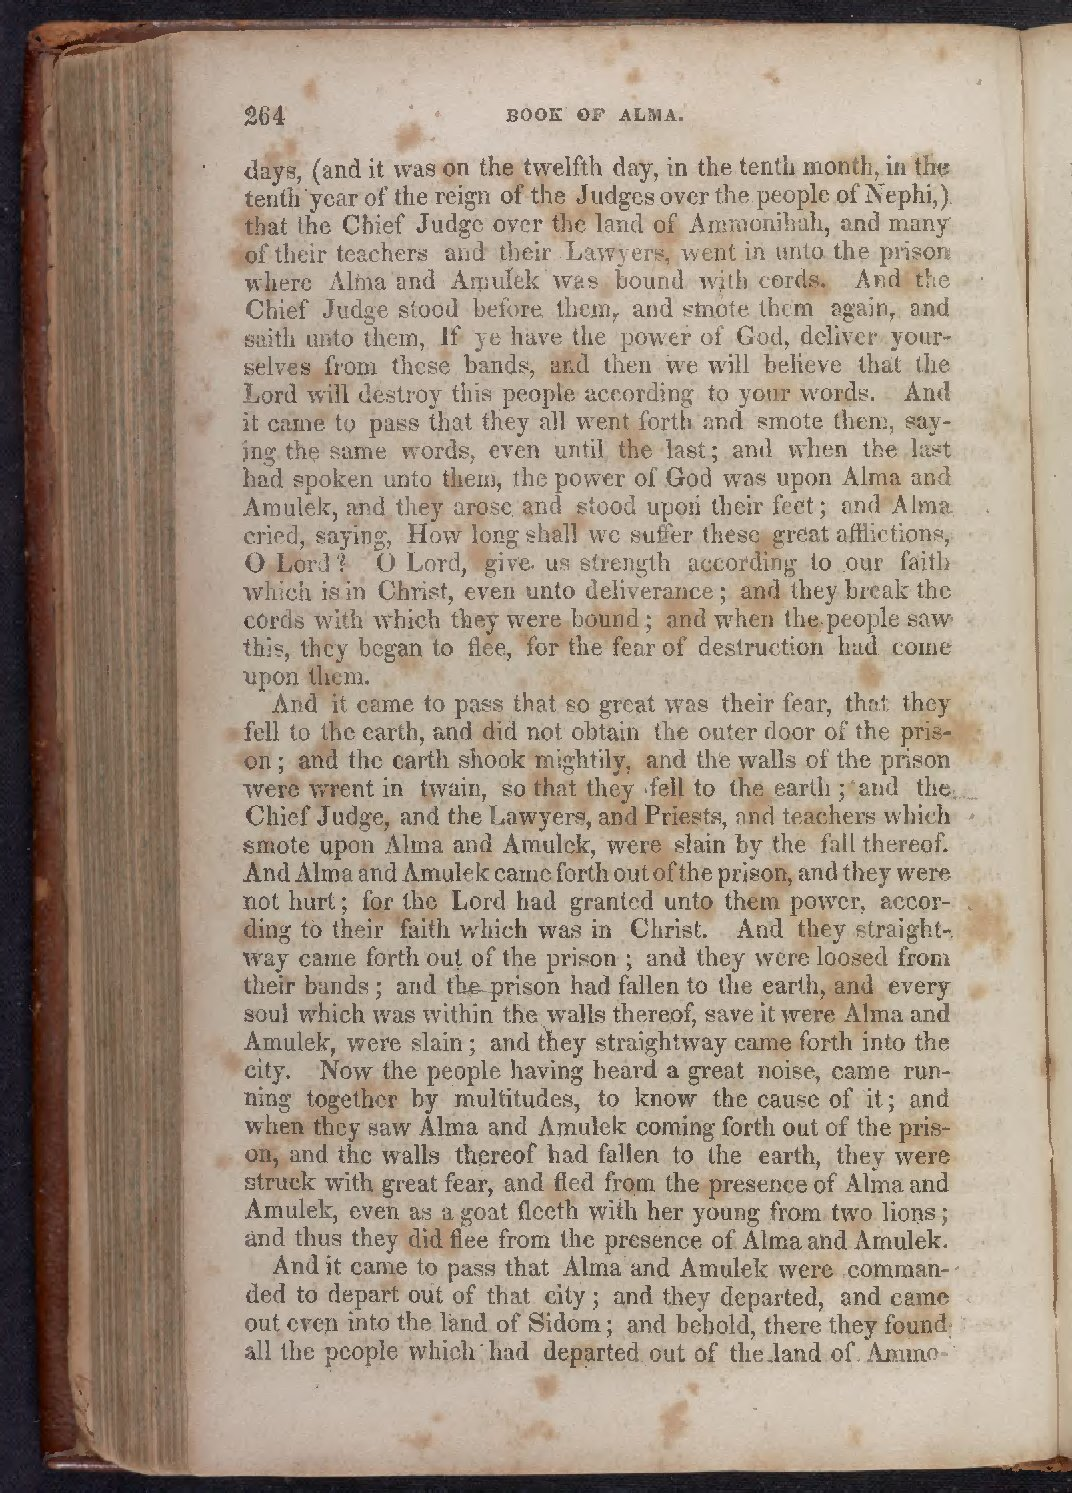 264 BOOK OF ALMA.
days, (and it was on the twelfth day, in the tenth month, in the
tenth year of the reign of the Judges over the people of Nephi,)
that the Chief Judge over the land of Ammonihah, and many
of their teachers and their Lawyers, went in unto the prison
where Alma and Amulek was bound with cords. And the
Chief Judge stood before them, and smote them again, and
saith unto them, If ye have the power of God, deliver your-
selves from these bands, and then we will believe that the
Lord will destroy this people according to your words. And
it came to pass that they all went forth and smote them, say-
ing the same words, even until the last; and when the last
had spoken unto them, the power of God was upon Alma and
Amulek, and they arose and stood upon their feet; and Alma
cried, saying, How long shall we suffer these great afflictions,
O Lord? O Lord, give us strength according to our faith
which is in Christ, even unto deliverance; and they break the
cords with which they were bound; and when the people saw
this, they began to flee, for the fear of destruction had come
upon them.
And it came to pass that so great was their fear, that they
fell to the earth, and did not obtain the outer door of the pris-
on; and the earth shook mightily, and the walls of the prison
were wrent in twain, so that they fell to the earth; and the
Chief Judge, and the Lawyers, and Priests, and teachers which
smote upon Alma and Amulek, were slain by the fall thereof.
And Alma and Amulek came forth out of the prison, and they were
not hurt; for the Lord had granted unto them power, accor-
ding to their faith which was in Christ. And they straight-
way came forth out of the prison; and they were loosed from
their bands; and the prison had fallen to the earth, and every
soul which was within the walls thereof, save it were Alma and
Amulek, were slain; and they straightway came forth into the
city. Now the people having heard a great noise, came run-
ning together by multitudes, to know the cause of it; and
when they saw Alma and Amulek coming forth out of the pris-
on, and the walls thereof had fallen to the earth, they were
struck with great fear, and fled from the presence of Alma and
Amulek, even as a goat fleeth with her young from two lions;
and thus they did flee from the presence of Alma and Amulek.
And it came to pass that Alma and Amulek were comman-
ded to depart out of that city; and they departed, and came
out even into the land of Sidom; and behold, there they found
all the people which had departed out of the land of Ammo-